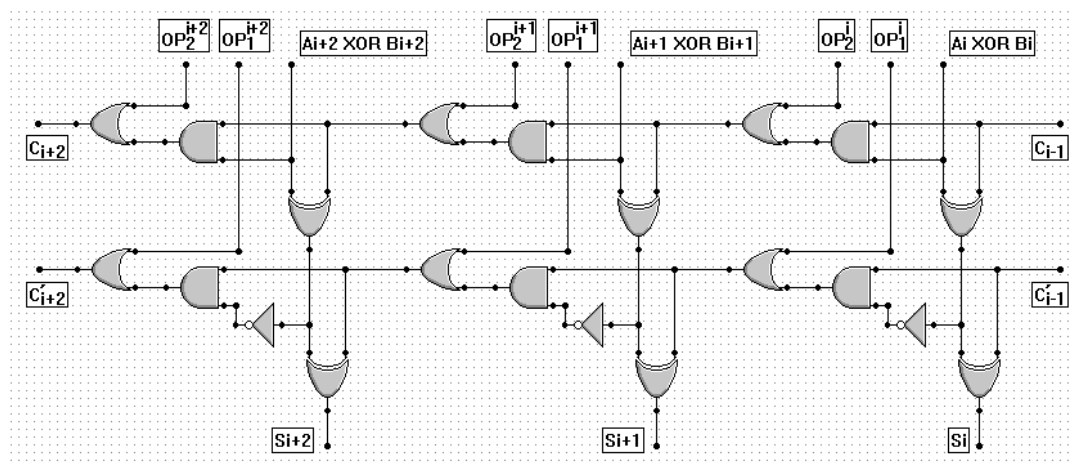 OP₂ⁱ⁺² OP₁ⁱ⁺² Ai+2 XOR Bi+2 OP₂ⁱ⁺¹ OP₁ⁱ⁺¹ Ai+1 XOR Bi+1 OP₂ⁱ OP₁ⁱ Ai XOR Bi
Ci+2 Ci-1
C′i+2 C′i-1
Si+2 Si+1 Si